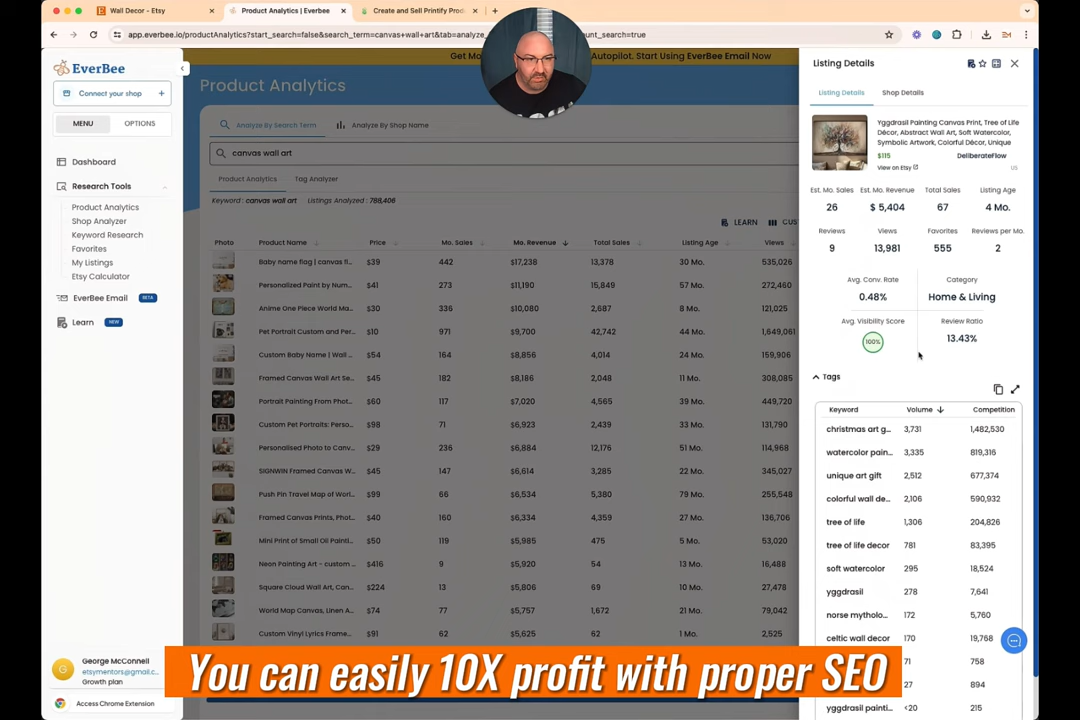 Wall Decor - Etsy
Product Analytics | Everbee
Create and Sell Printify Produ
app.everbee.io/productAnalytics?start_search=false&search_term=canvas+wall+art&tab=analyze_
ount_search=true
EverBee
Connect your shop +
MENU
OPTIONS
Dashboard
Research Tools
Product Analytics
Shop Analyzer
Keyword Research
Favorites
My Listings
Etsy Calculator
EverBee Email BETA
Learn NEW
George McConnell
etsymentors@gmail.c...
Growth plan
Access Chrome Extension
Get Mo
Autopilot. Start Using EverBee Email Now
Product Analytics
Analyze By Search Term
Analyze By Shop Name
canvas wall art
Product Analytics
Tag Analyzer
Keyword : canvas wall art Listings Analyzed : 788,406
LEARN
CUS
Photo Product Name Price Mo. Sales Mo. Revenue Total Sales Listing Age Views
Baby name flag | canvas fl... $39 442 $17,238 13,378 30 Mo. 535,026
Personalized Paint by Num... $41 273 $11,190 15,849 57 Mo. 272,460
Anime One Piece World Ma... $30 336 $10,080 2,687 8 Mo. 288,007
Pet Portrait Custom and Per... $10 971 $9,700 42,742 44 Mo. 1,649,061
Custom Baby Name | Wall ... $54 164 $8,856 4,014 24 Mo. 159,906
Framed Canvas Wall Art Se... $45 182 $8,186 2,048 11 Mo. 308,085
Portrait Painting From Phot... $60 117 $7,020 4,565 39 Mo. 449,720
Custom Pet Portraits: Perso... $98 71 $6,923 2,439 33 Mo. 131,790
Personalised Photo to Canv... $29 236 $6,884 12,176 51 Mo. 114,968
SIGNWIN Framed Canvas W... $45 147 $6,614 3,285 22 Mo. 345,027
Push Pin Travel Map of Worl... $99 66 $6,534 5,380 79 Mo. 255,548
Framed Canvas Prints, Phot... $40 160 $6,334 4,359 27 Mo. 136,706
Mini Print of Small Oil Painti... $50 119 $5,985 475 11 Mo. 53,020
Neon Painting Art - custom ... $416 9 $5,920 54 13 Mo. 16,488
Square Cloud Wall Art, Can... $224 13 $5,806 69 10 Mo. 27,430
World Map Canvas, Linen A... $74 77 $5,757 1,672 21 Mo. 79,042
Custom Vinyl Lyrics Frame... $91 62 $5,625 62 1 Mo. 2,525
Listing Details
Listing Details
Shop Details
Yggdrasil Painting Canvas Print, Tree of Life
Décor, Abstract Wall Art, Soft Watercolor,
Symbolic Artwork, Colorful Décor, Unique
$115 DeliberateFlow
View on Etsy US
Est. Mo. Sales Est. Mo. Revenue Total Sales Listing Age
26 $ 5,404 67 4 Mo.
Reviews Views Favorites Reviews per Mo.
9 13,981 555 2
Avg. Conv. Rate Category
0.48% Home & Living
Avg. Visibility Score Review Ratio
100% 13.43%
Tags
Keyword Volume Competition
christmas art g... 3,731 1,482,530
watercolor pain... 3,335 819,316
unique art gift 2,512 677,374
colorful wall de... 2,106 590,932
tree of life 1,306 204,826
tree of life decor 781 83,395
soft watercolor 295 18,524
yggdrasil 278 7,641
norse mytholo... 172 5,760
celtic wall decor 170 19,768
71 758
27 894
yggdrasil painti... <20 215
You can easily 10X profit with proper SEO